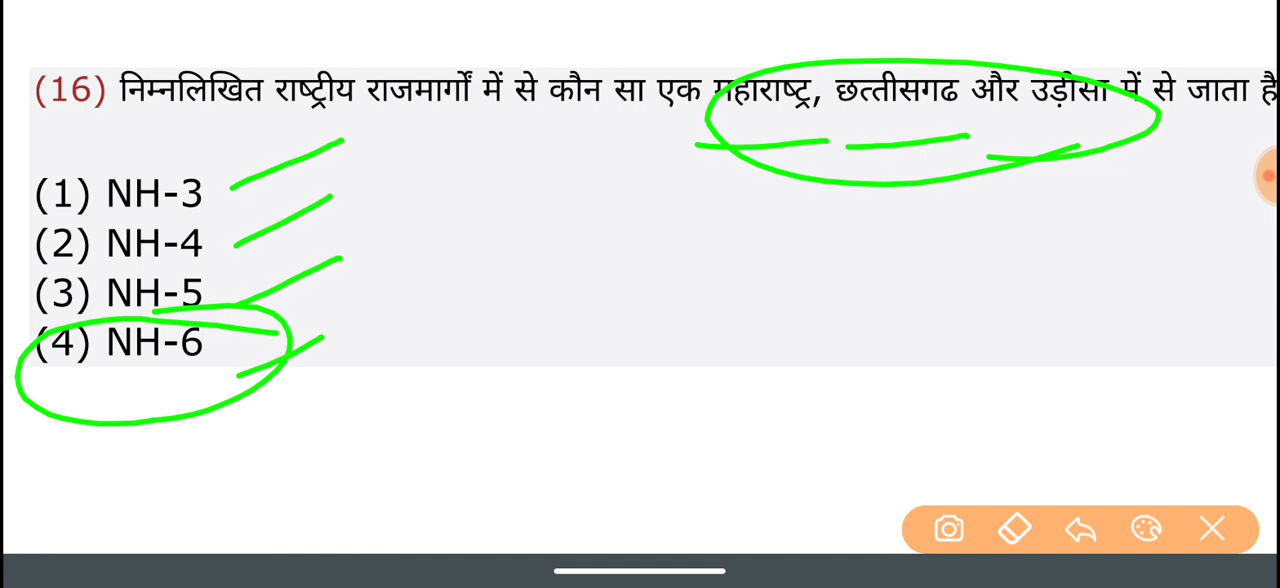 (16) निम्नलिखित राष्ट्रीय राजमार्गों में से कौन सा एक महाराष्ट्र, छत्तीसगढ और उड़ीसा में से जाता है
(1) NH-3
(2) NH-4
(3) NH-5
(4) NH-6